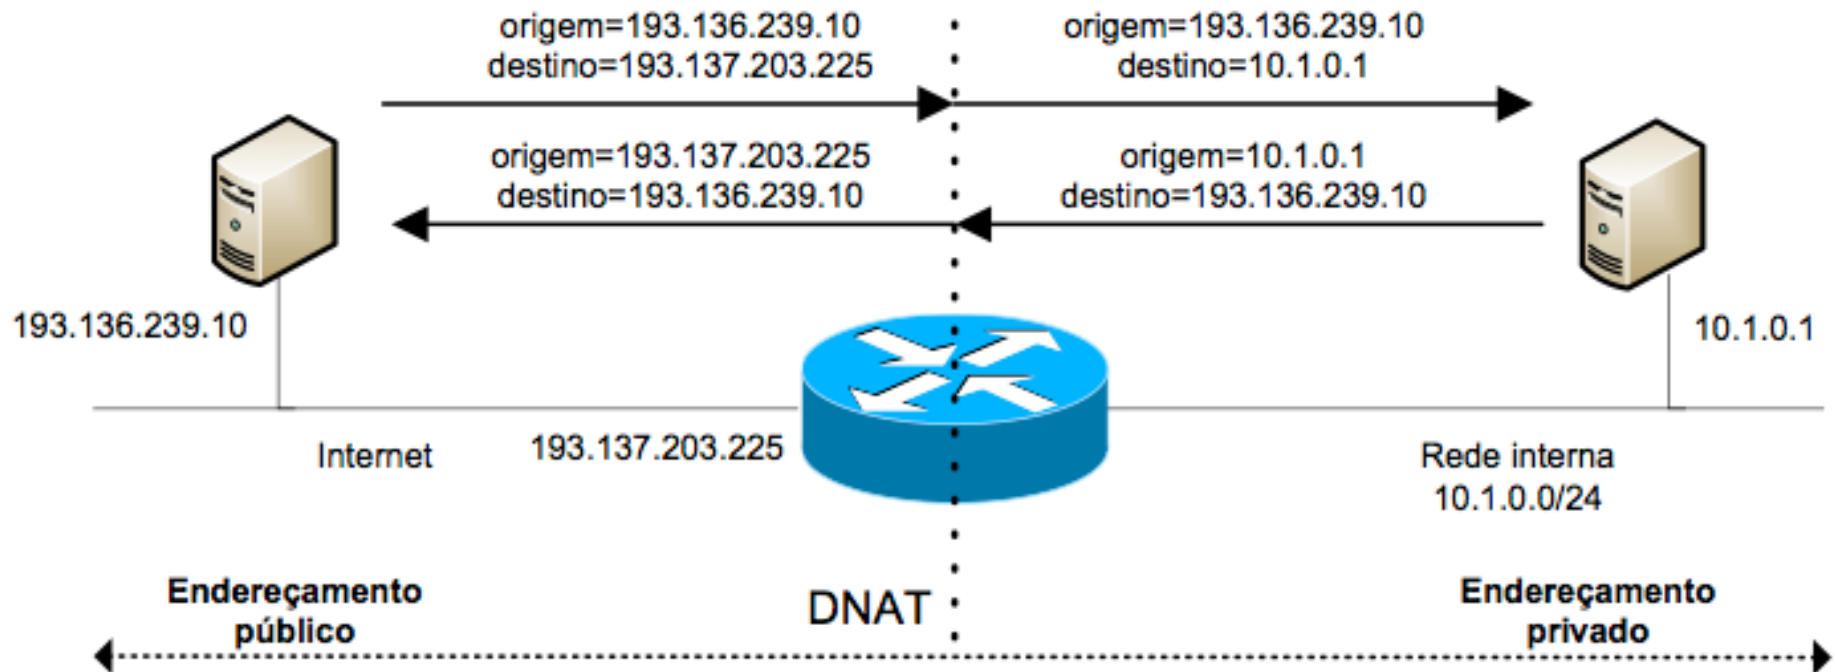 origem=193.136.239.10
destino=193.137.203.225
origem=193.136.239.10
destino=10.1.0.1
origem=193.137.203.225
destino=193.136.239.10
origem=10.1.0.1
destino=193.136.239.10
193.136.239.10
10.1.0.1
Internet
193.137.203.225
Rede interna
10.1.0.0/24
Endereçamento
público
DNAT
Endereçamento
privado